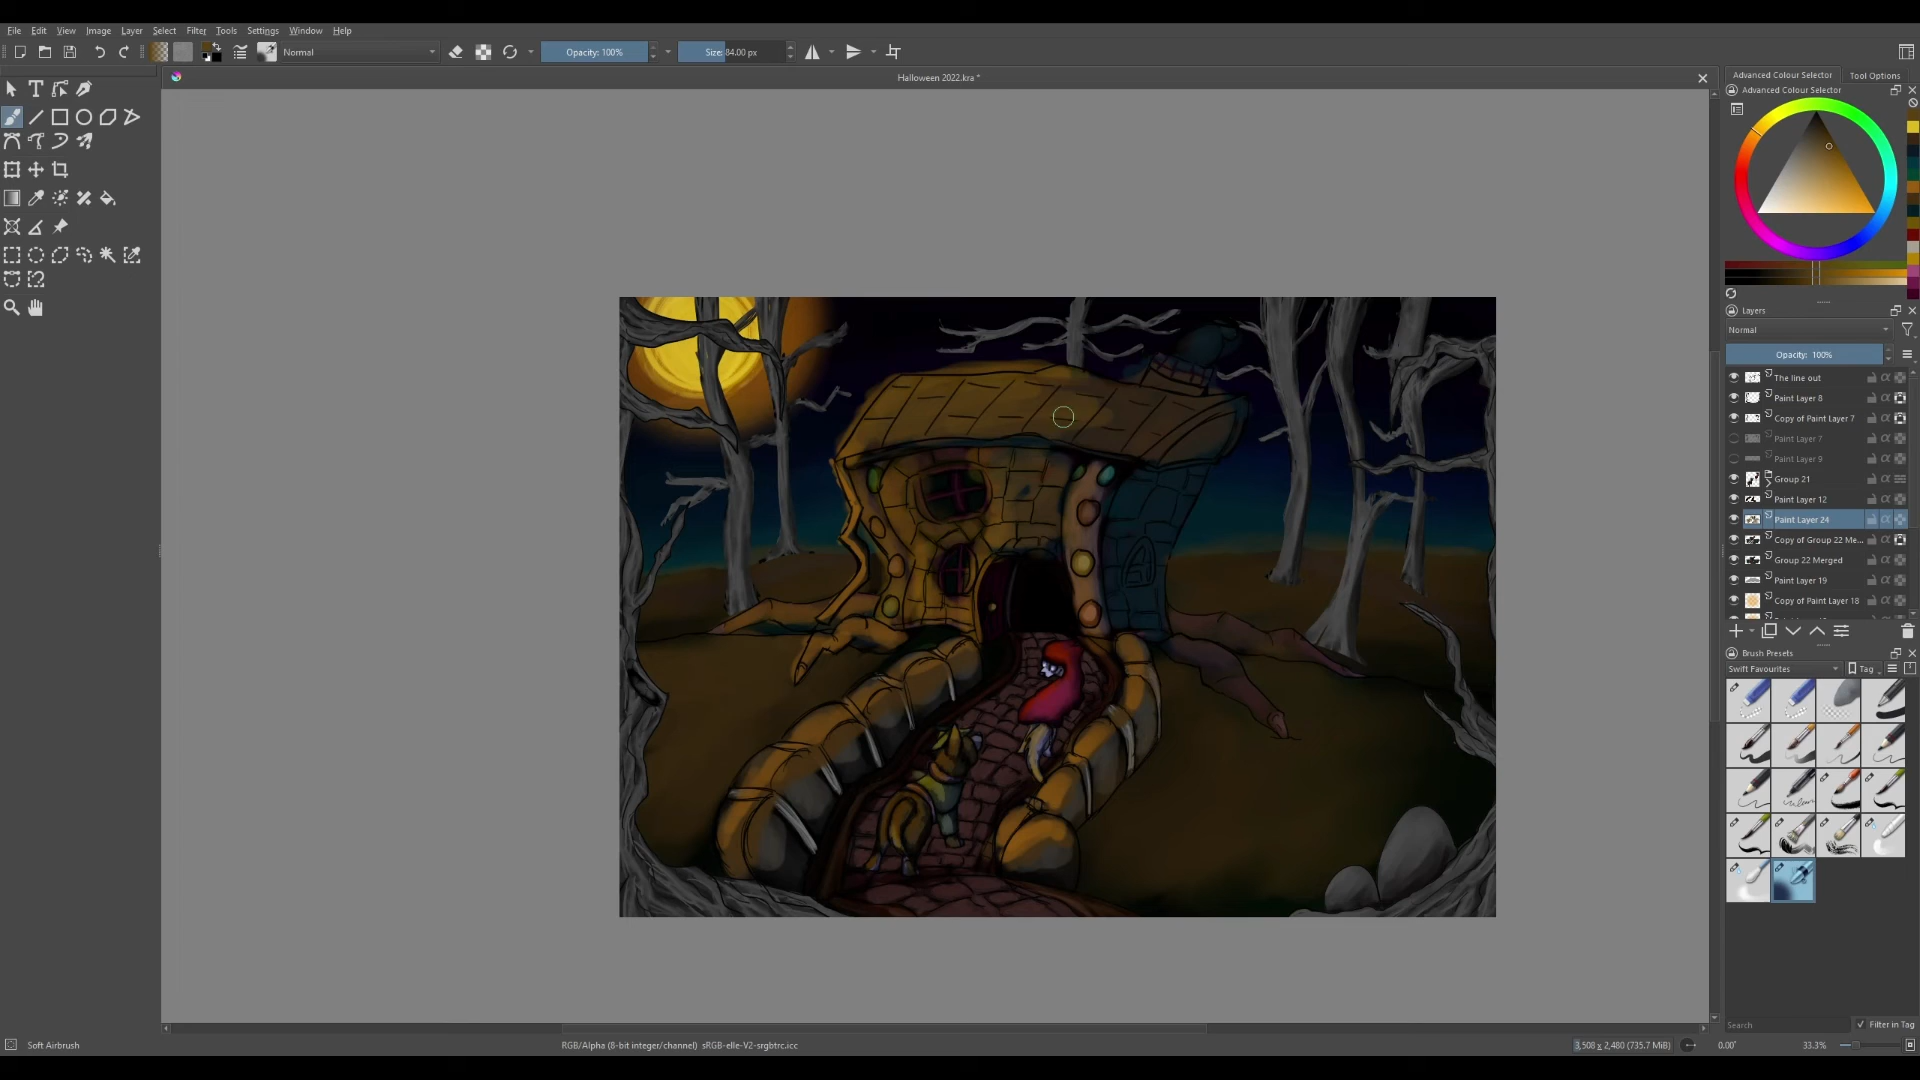 File Edit View Image Layer Select Filter Tools Settings Window Help
Normal
Opacity: 100%
Size: 84.00 px
Halloween 2022.kra *
Advanced Colour Selector
Tool Options
Advanced Colour Selector
Layers
Normal
Opacity: 100%
The line out
Paint Layer 8
Copy of Paint Layer 7
Paint Layer 7
Paint Layer 9
Group 21
Paint Layer 12
Paint Layer 24
Copy of Group 22 Me...
Group 22 Merged
Paint Layer 19
Copy of Paint Layer 18
Brush Presets
Swift Favourites
Tag
Search
Filter in Tag
Soft Airbrush
RGB/Alpha (8-bit integer/channel) sRGB-elle-V2-srgbtrc.icc
3,508 x 2,480 (735.7 MiB)
0.00°
33.3%